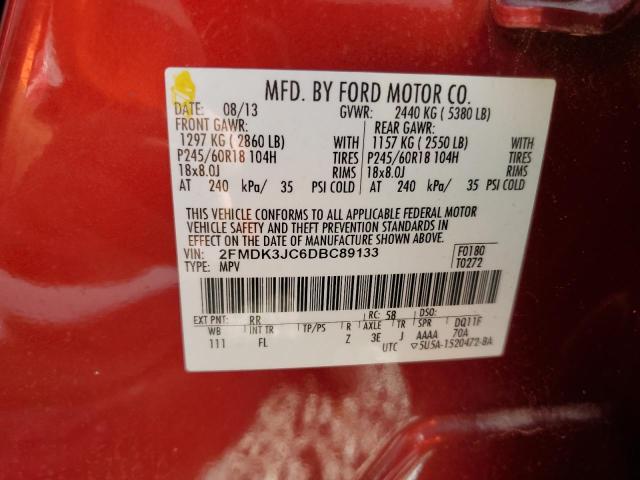 MFD. BY FORD MOTOR CO.
DATE: 08/13 GVWR: 2440 KG ( 5380 LB)
FRONT GAWR: REAR GAWR:
1297 KG ( 2860 LB) WITH 1157 KG ( 2550 LB) WITH
P245/60R18 104H TIRES P245/60R18 104H TIRES
18x8.0J RIMS 18x8.0J RIMS
AT 240 kPa/ 35 PSI COLD AT 240 kPa/ 35 PSI COLD
THIS VEHICLE CONFORMS TO ALL APPLICABLE FEDERAL MOTOR
VEHICLE SAFETY AND THEFT PREVENTION STANDARDS IN
EFFECT ON THE DATE OF MANUFACTURE SHOWN ABOVE.
VIN: 2FMDK3JC6DBC89133 F0180
TYPE: MPV T0272
EXT PNT: RR RC: 58 DSO:
WB INT TR TP/PS R AXLE TR SPR DQ11F
111 FL Z 3E J AAAA 70A
UTC ▽5U5A-1520472-BA